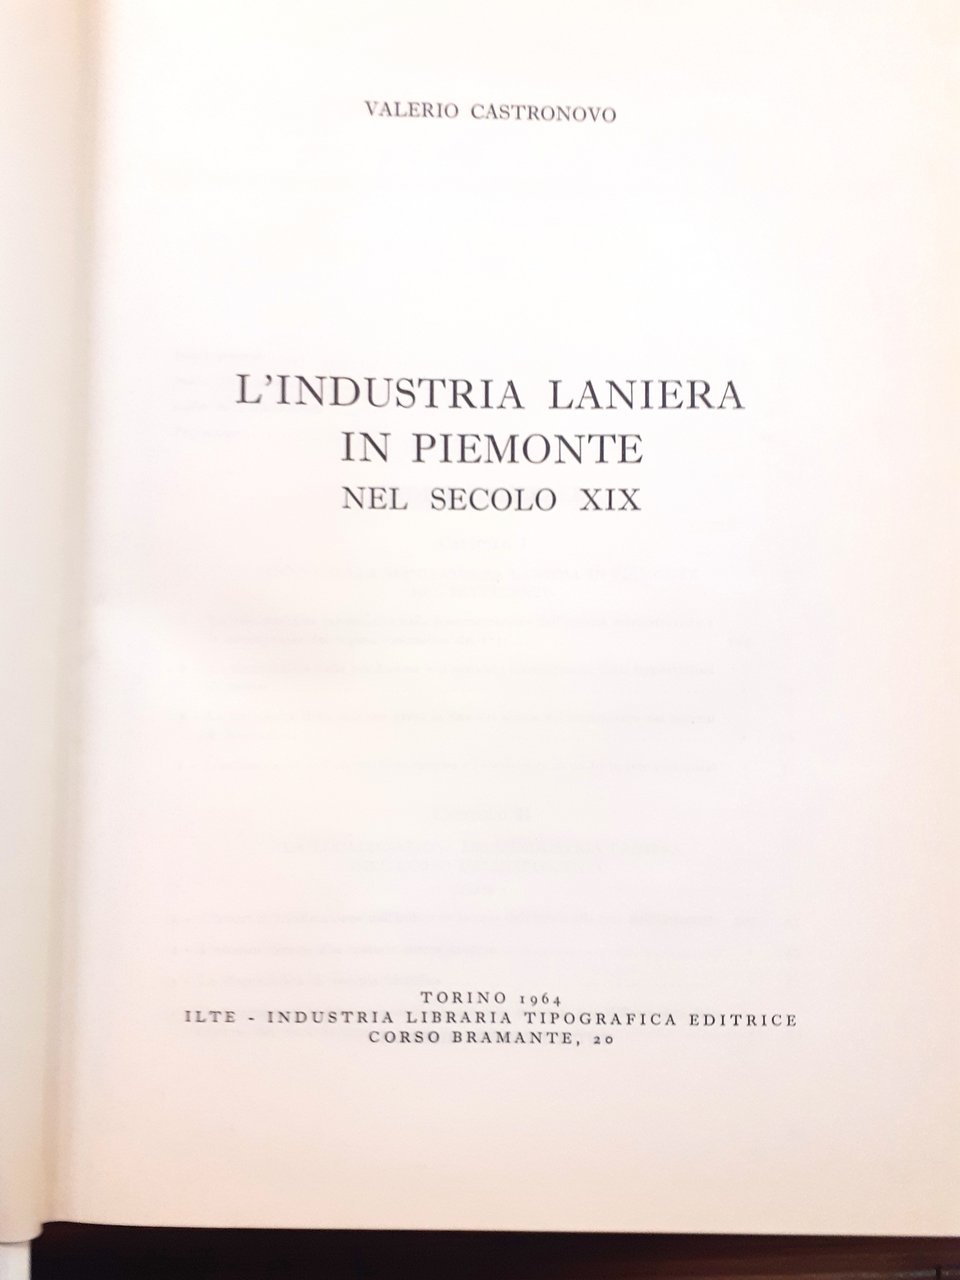 VALERIO CASTRONOVO
L'INDUSTRIA LANIERA
IN PIEMONTE
NEL SECOLO XIX
TORINO 1964
ILTE - INDUSTRIA LIBRARIA TIPOGRAFICA EDITRICE
CORSO BRAMANTE, 20